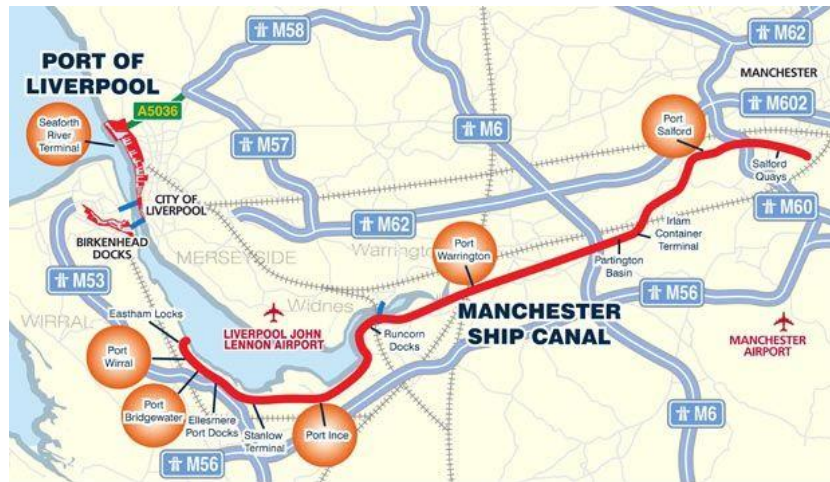 M58
M62
PORT OF
LIVERPOOL
MANCHESTER
A5036
M602
Seaforth
River
Terminal
M6
Port
Salford
M57
Salford
Quays
CITY OF
LIVERPOOL
M62
M60
BIRKENHEAD
DOCKS
MERSEYSIDE
Warrington
Port
Warrington
Irlam
Container
Terminal
Partington
Basin
M53
M56
Eastham Locks
Widnes
MANCHESTER
SHIP CANAL
WIRRAL
LIVERPOOL JOHN
LENNON AIRPORT
Runcorn
Docks
MANCHESTER
AIRPORT
Port
Wirral
Port
Bridgewater
Ellesmere
Port Docks
Stanlow
Terminal
Port Ince
M6
M56